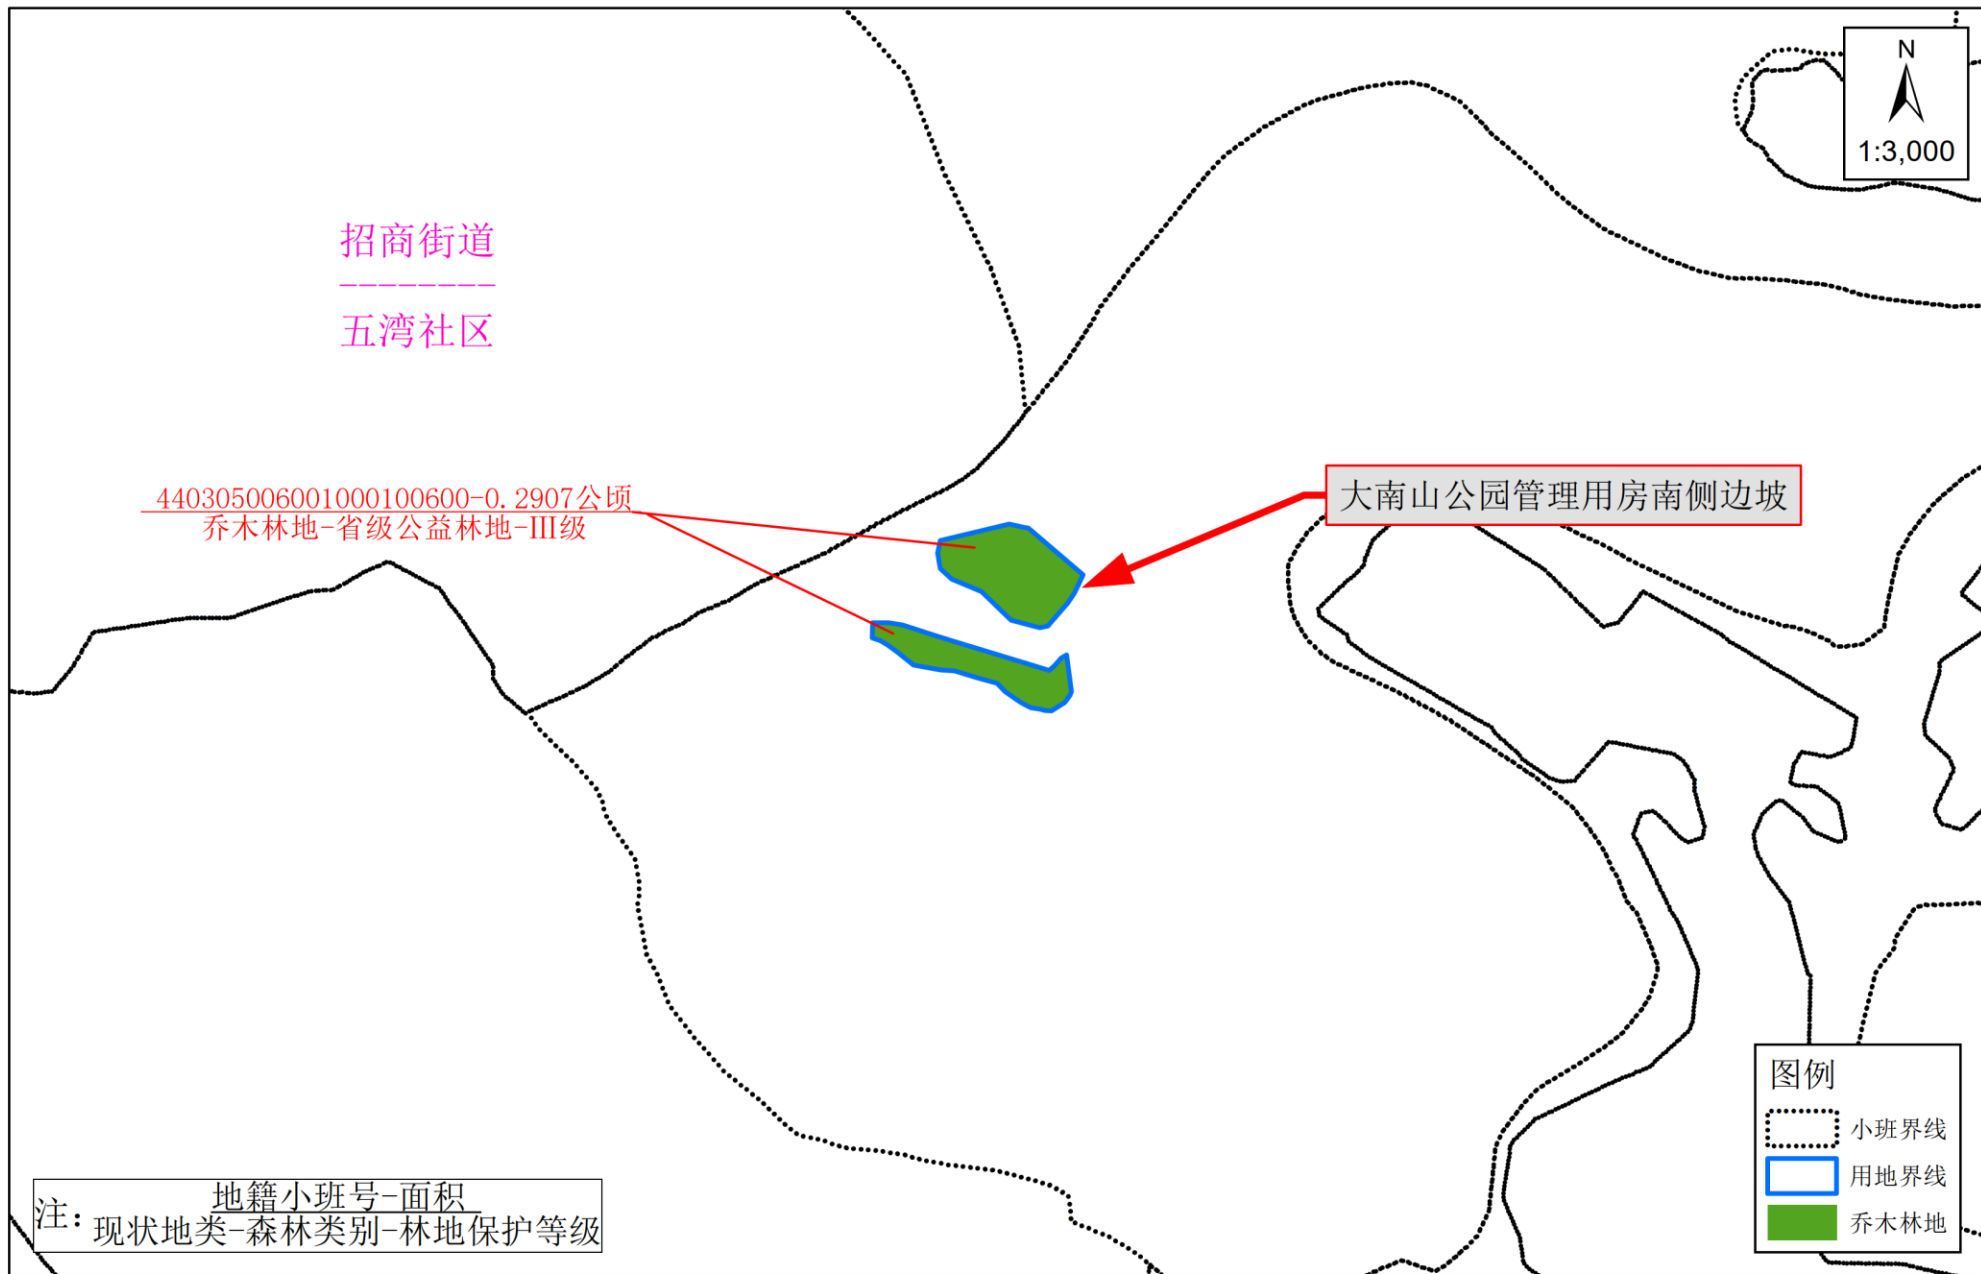 N
1:3,000
招商街道
--------
五湾社区
440305006001000100600-0.2907公顷
乔木林地-省级公益林地-III级
大南山公园管理用房南侧边坡
图例
小班界线
用地界线
乔木林地
注:
地籍小班号-面积
现状地类-森林类别-林地保护等级